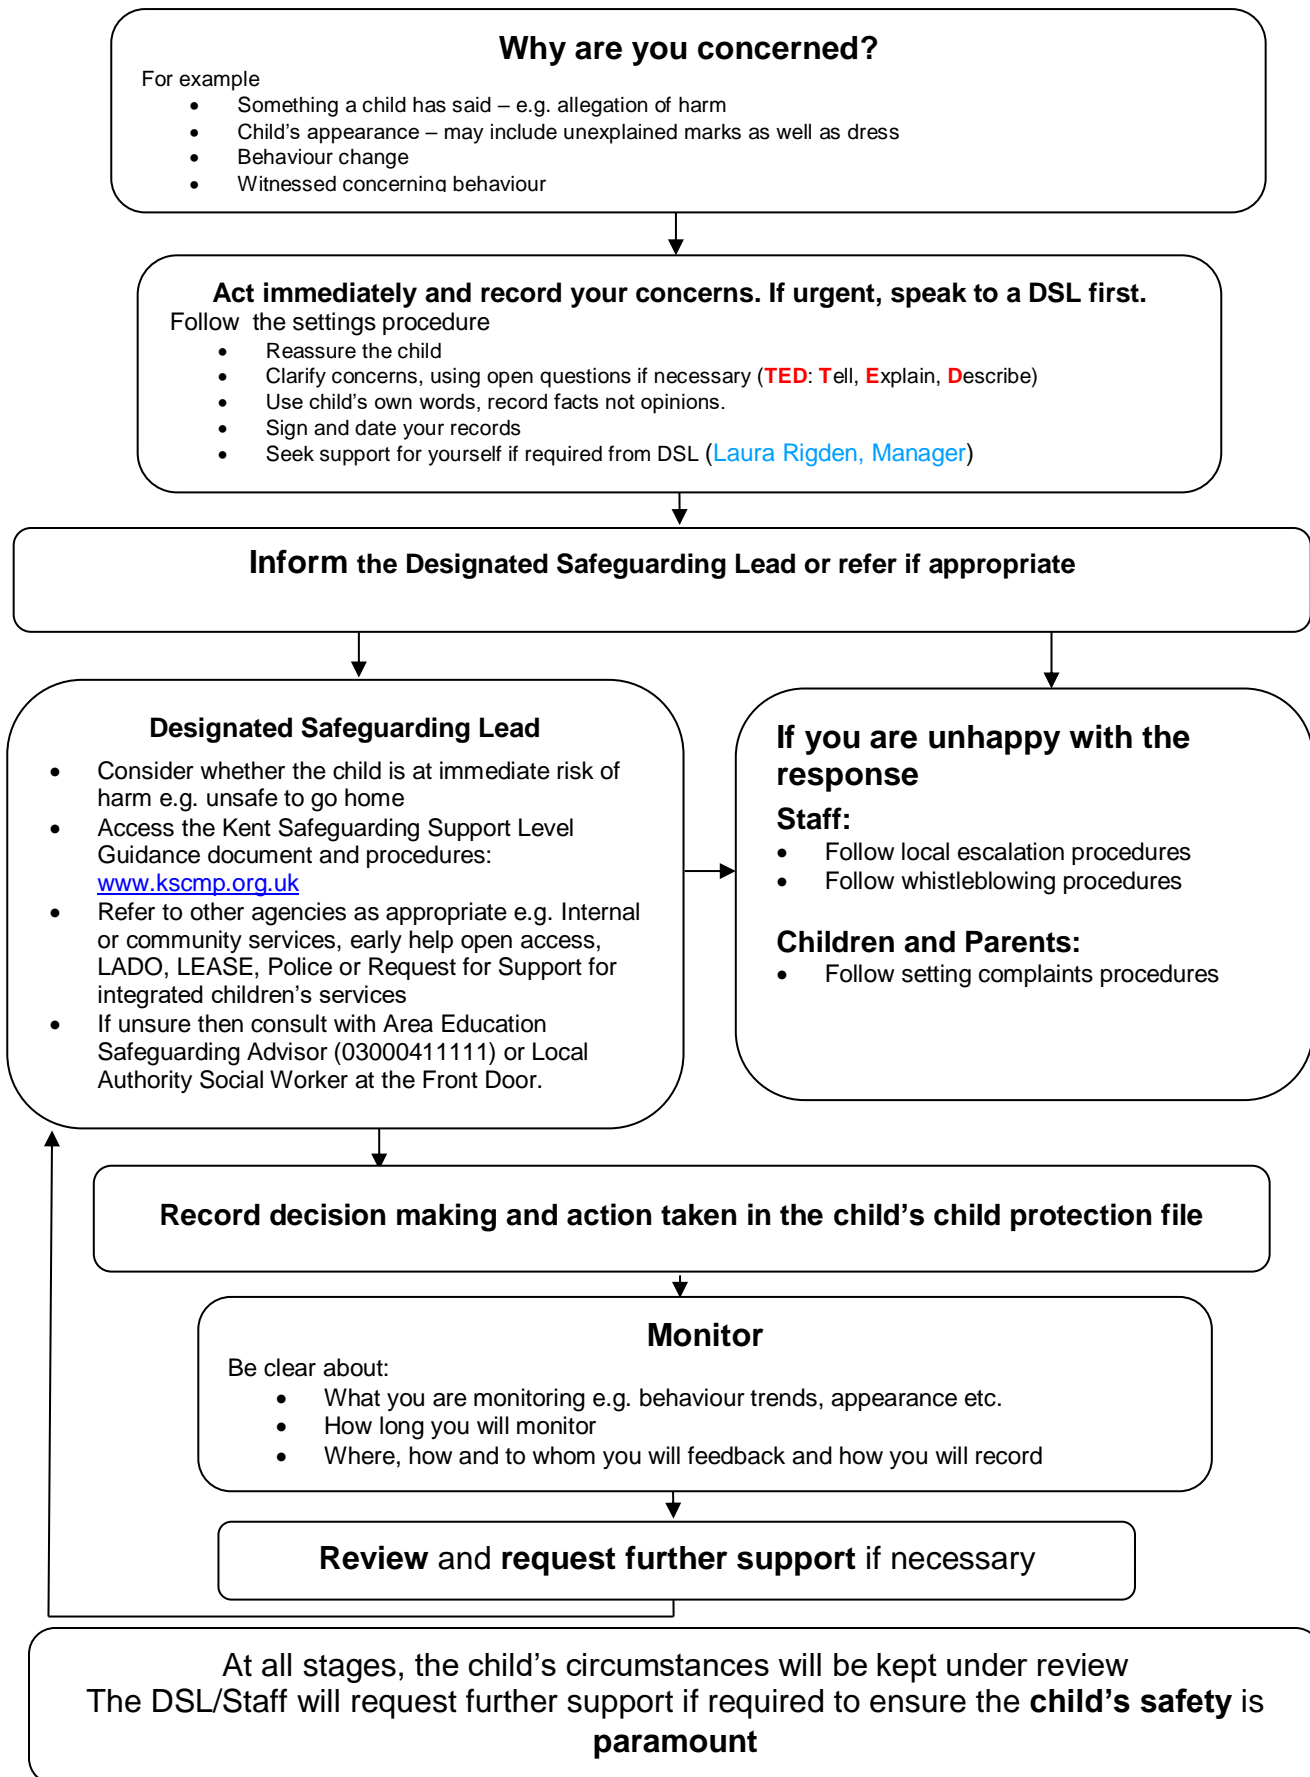 Why are you concerned?
For example
• Something a child has said – e.g. allegation of harm
• Child's appearance – may include unexplained marks as well as dress
• Behaviour change
• Witnessed concerning behaviour
Act immediately and record your concerns. If urgent, speak to a DSL first.
Follow the settings procedure
• Reassure the child
• Clarify concerns, using open questions if necessary (TED: Tell, Explain, Describe)
• Use child's own words, record facts not opinions.
• Sign and date your records
• Seek support for yourself if required from DSL (Laura Rigden, Manager)
Inform the Designated Safeguarding Lead or refer if appropriate
Designated Safeguarding Lead
• Consider whether the child is at immediate risk of
harm e.g. unsafe to go home
• Access the Kent Safeguarding Support Level
Guidance document and procedures:
www.kscmp.org.uk
• Refer to other agencies as appropriate e.g. Internal
or community services, early help open access,
LADO, LEASE, Police or Request for Support for
integrated children's services
• If unsure then consult with Area Education
Safeguarding Advisor (03000411111) or Local
Authority Social Worker at the Front Door.
If you are unhappy with the
response
Staff:
• Follow local escalation procedures
• Follow whistleblowing procedures
Children and Parents:
• Follow setting complaints procedures
Record decision making and action taken in the child's child protection file
Monitor
Be clear about:
• What you are monitoring e.g. behaviour trends, appearance etc.
• How long you will monitor
• Where, how and to whom you will feedback and how you will record
Review and request further support if necessary
At all stages, the child's circumstances will be kept under review
The DSL/Staff will request further support if required to ensure the child's safety is
paramount